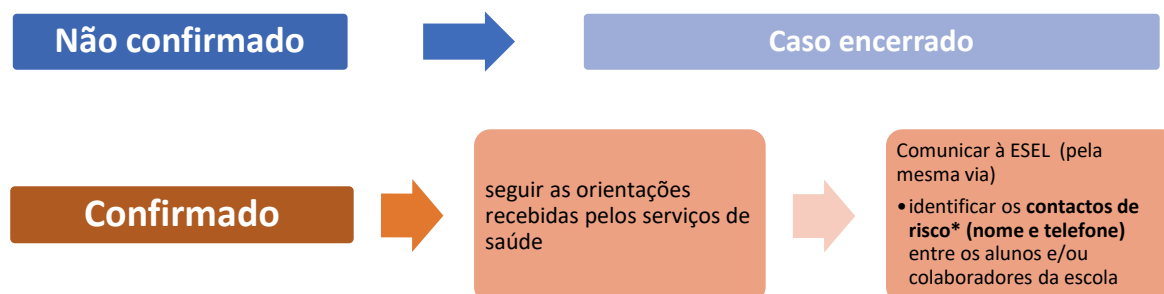 Não confirmado
Caso encerrado
Confirmado
seguir as orientações
recebidas pelos serviços de
saúde
Comunicar à ESEL (pela
mesma via)
•identificar os contactos de
risco* (nome e telefone)
entre os alunos e/ou
colaboradores da escola